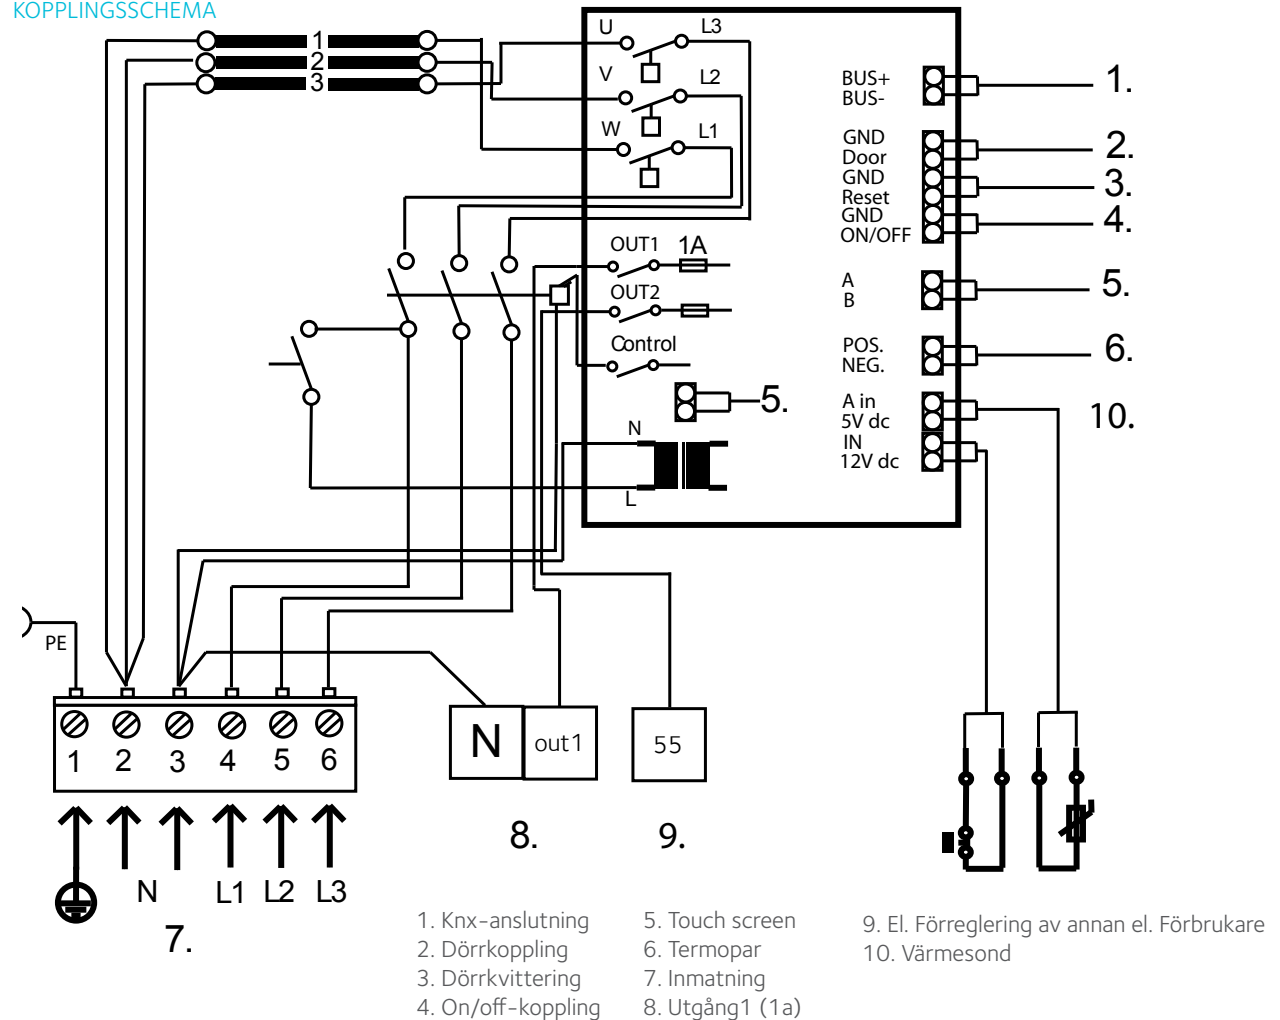 KOPPLINGSSCHEMA
1
2
3
U
L3
V
L2
W
L1
OUT1
1A
OUT2
Control
5.
N
L
BUS+
BUS-
1.
GND
Door
2.
GND
Reset
3.
GND
ON/OFF
4.
A
B
5.
POS.
NEG.
6.
A in
5V dc
10.
IN
12V dc
PE
1 2 3 4 5 6
N L1 L2 L3
7.
N
out1
8.
55
9.
1. Knx-anslutning
2. Dörrkoppling
3. Dörrkvittering
4. On/off-koppling
5. Touch screen
6. Termopar
7. Inmatning
8. Utgång1 (1a)
9. El. Förreglering av annan el. Förbrukare
10. Värmesond